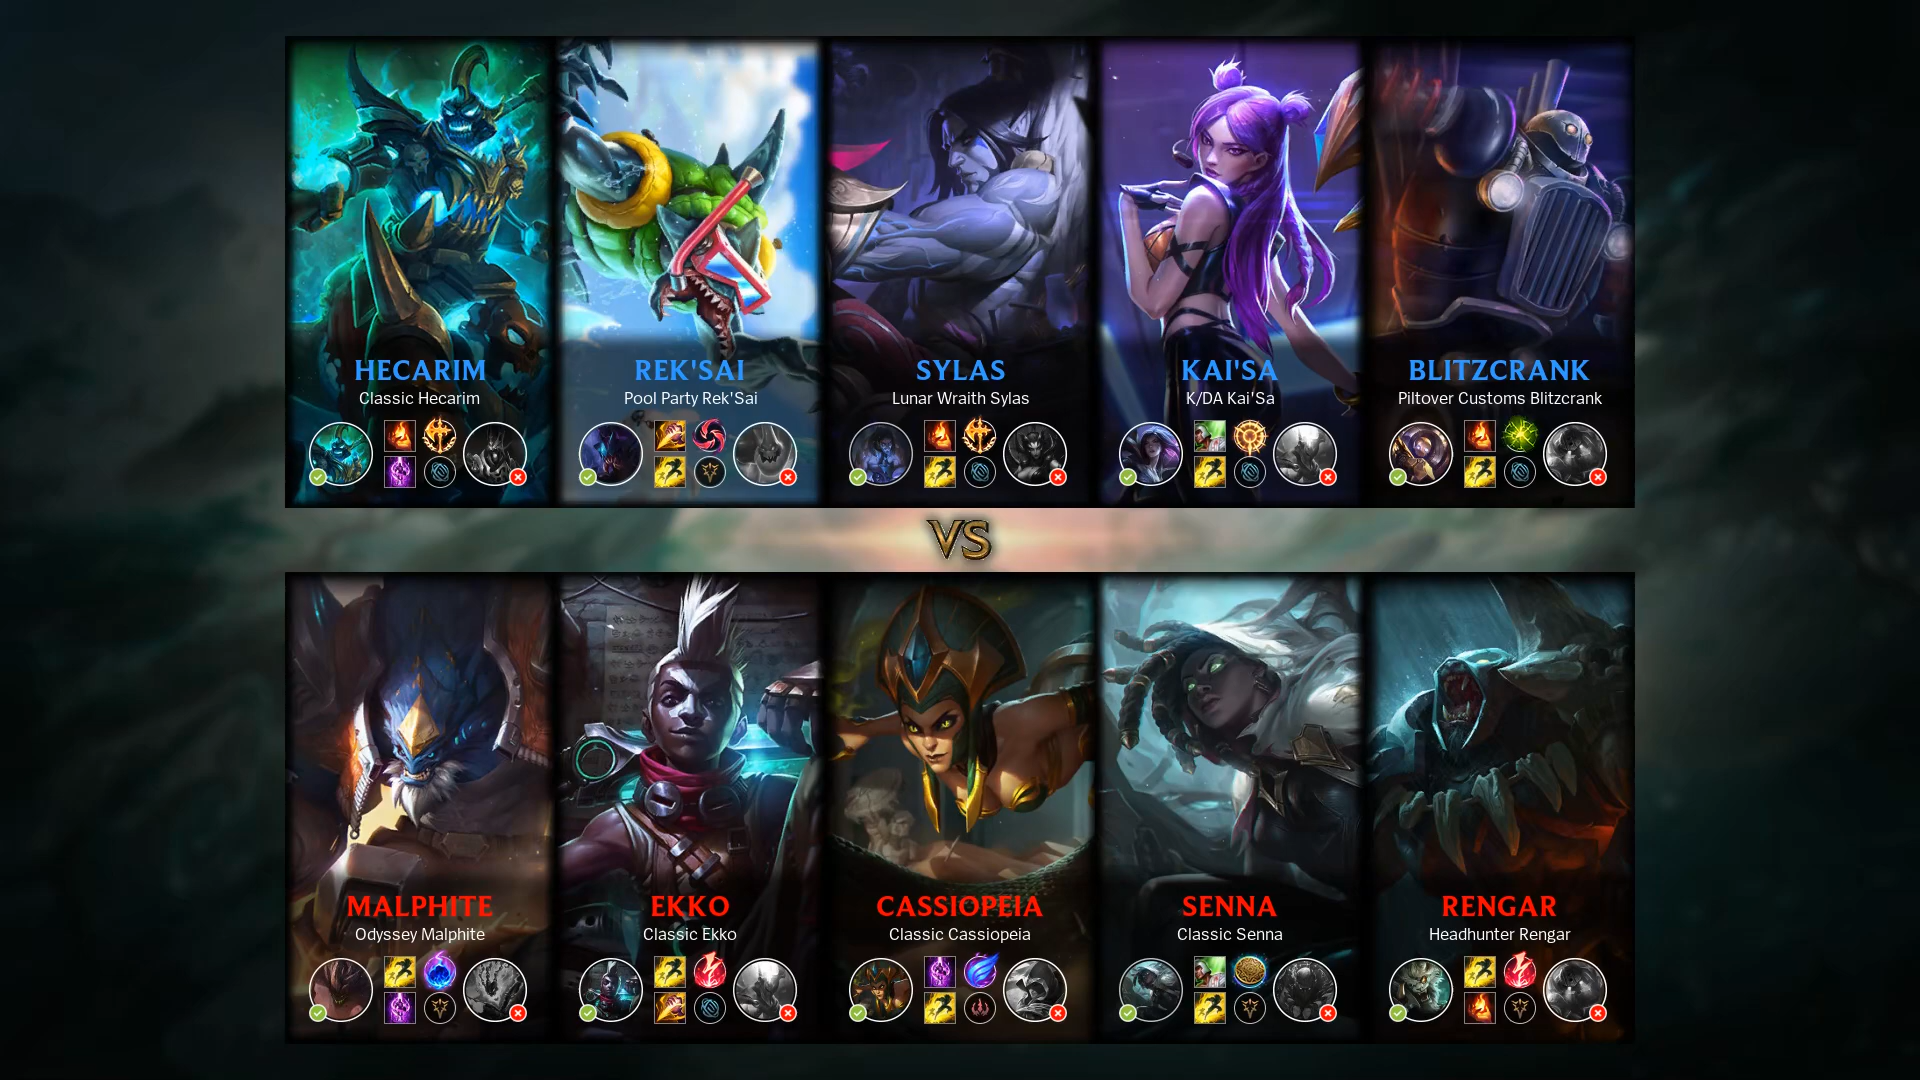 HECARIM
Classic Hecarim
REK'SAI
Pool Party Rek'Sai
SYLAS
Lunar Wraith Sylas
KAI'SA
K/DA Kai'Sa
BLITZCRANK
Piltover Customs Blitzcrank
VS
MALPHITE
Odyssey Malphite
EKKO
Classic Ekko
CASSIOPEIA
Classic Cassiopeia
SENNA
Classic Senna
RENGAR
Headhunter Rengar